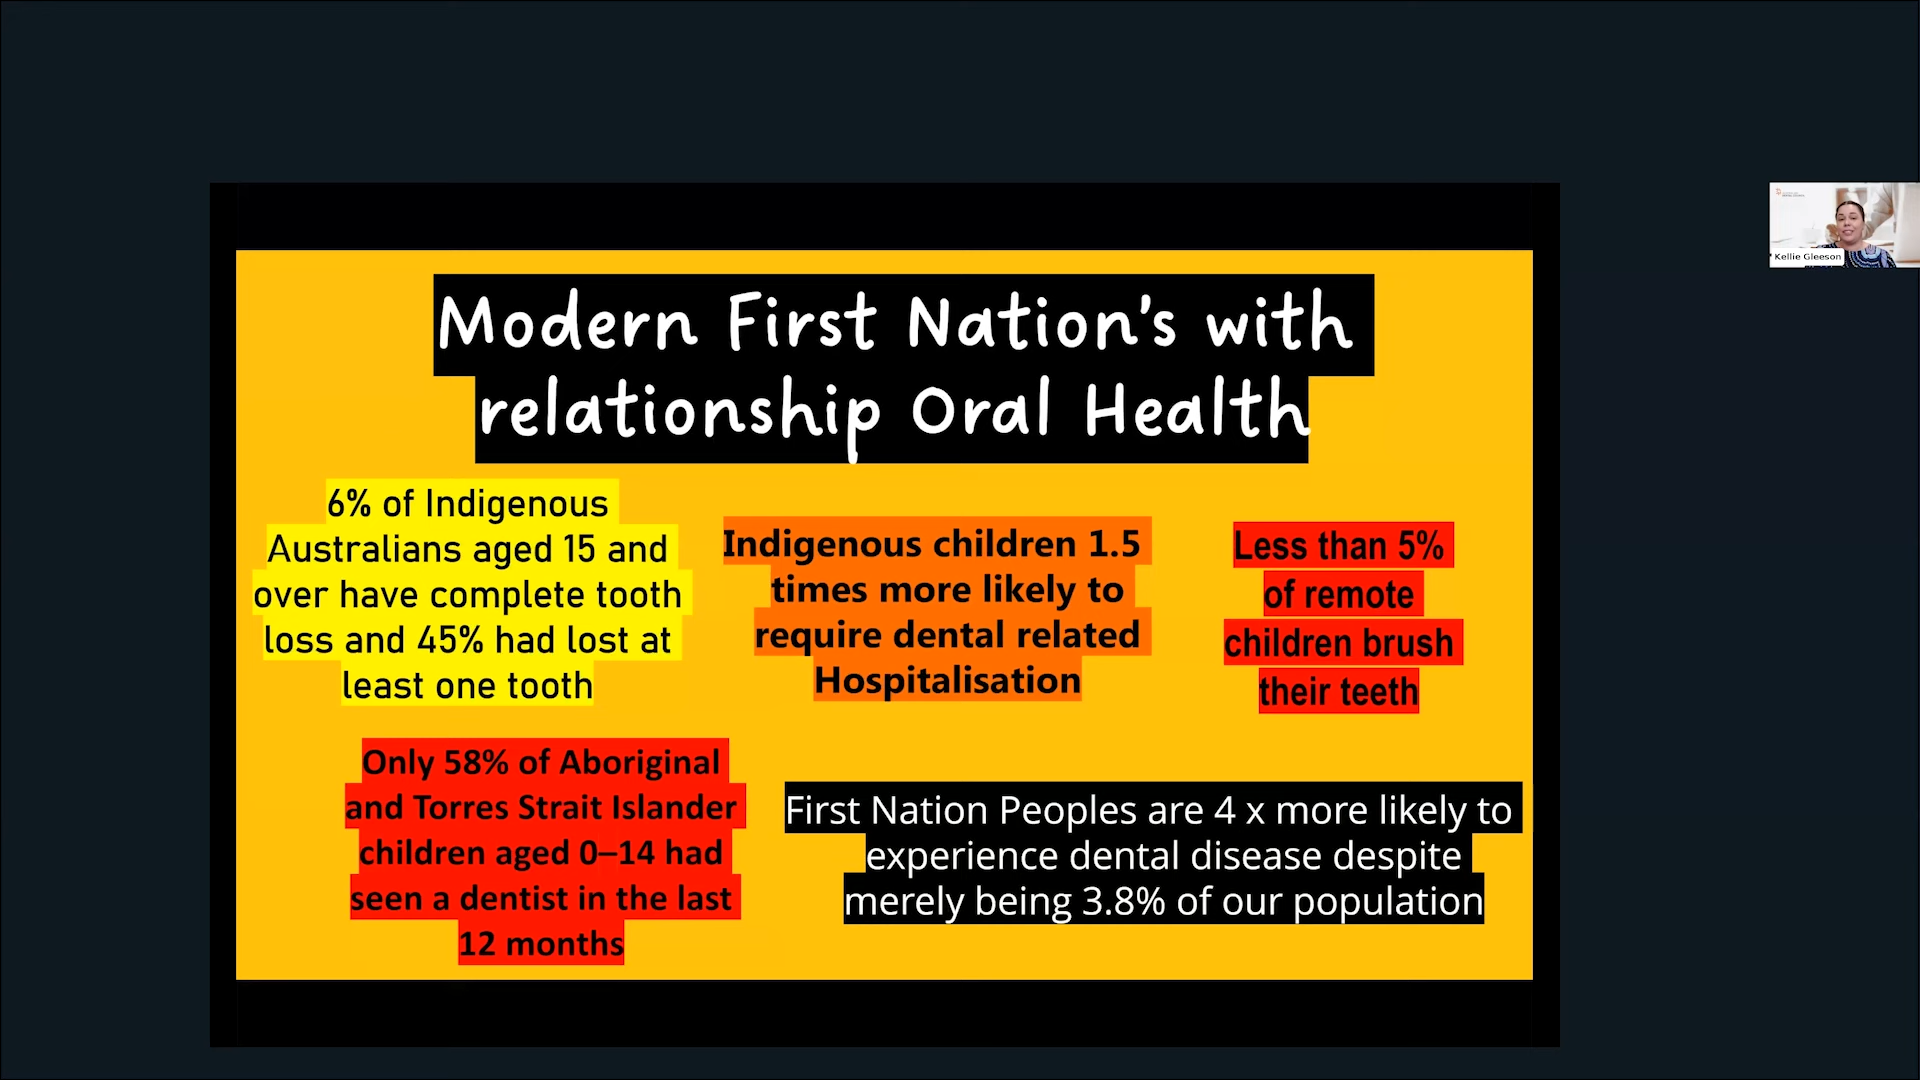 Modern First Nation's with
relationship Oral Health
6% of Indigenous
Australians aged 15 and
over have complete tooth
loss and 45% had lost at
least one tooth
Indigenous children 1.5
times more likely to
require dental related
Hospitalisation
Less than 5%
of remote
children brush
their teeth
Only 58% of Aboriginal
and Torres Strait Islander
children aged 0–14 had
seen a dentist in the last
12 months
First Nation Peoples are 4 x more likely to
experience dental disease despite
merely being 3.8% of our population
Kellie Gleeson